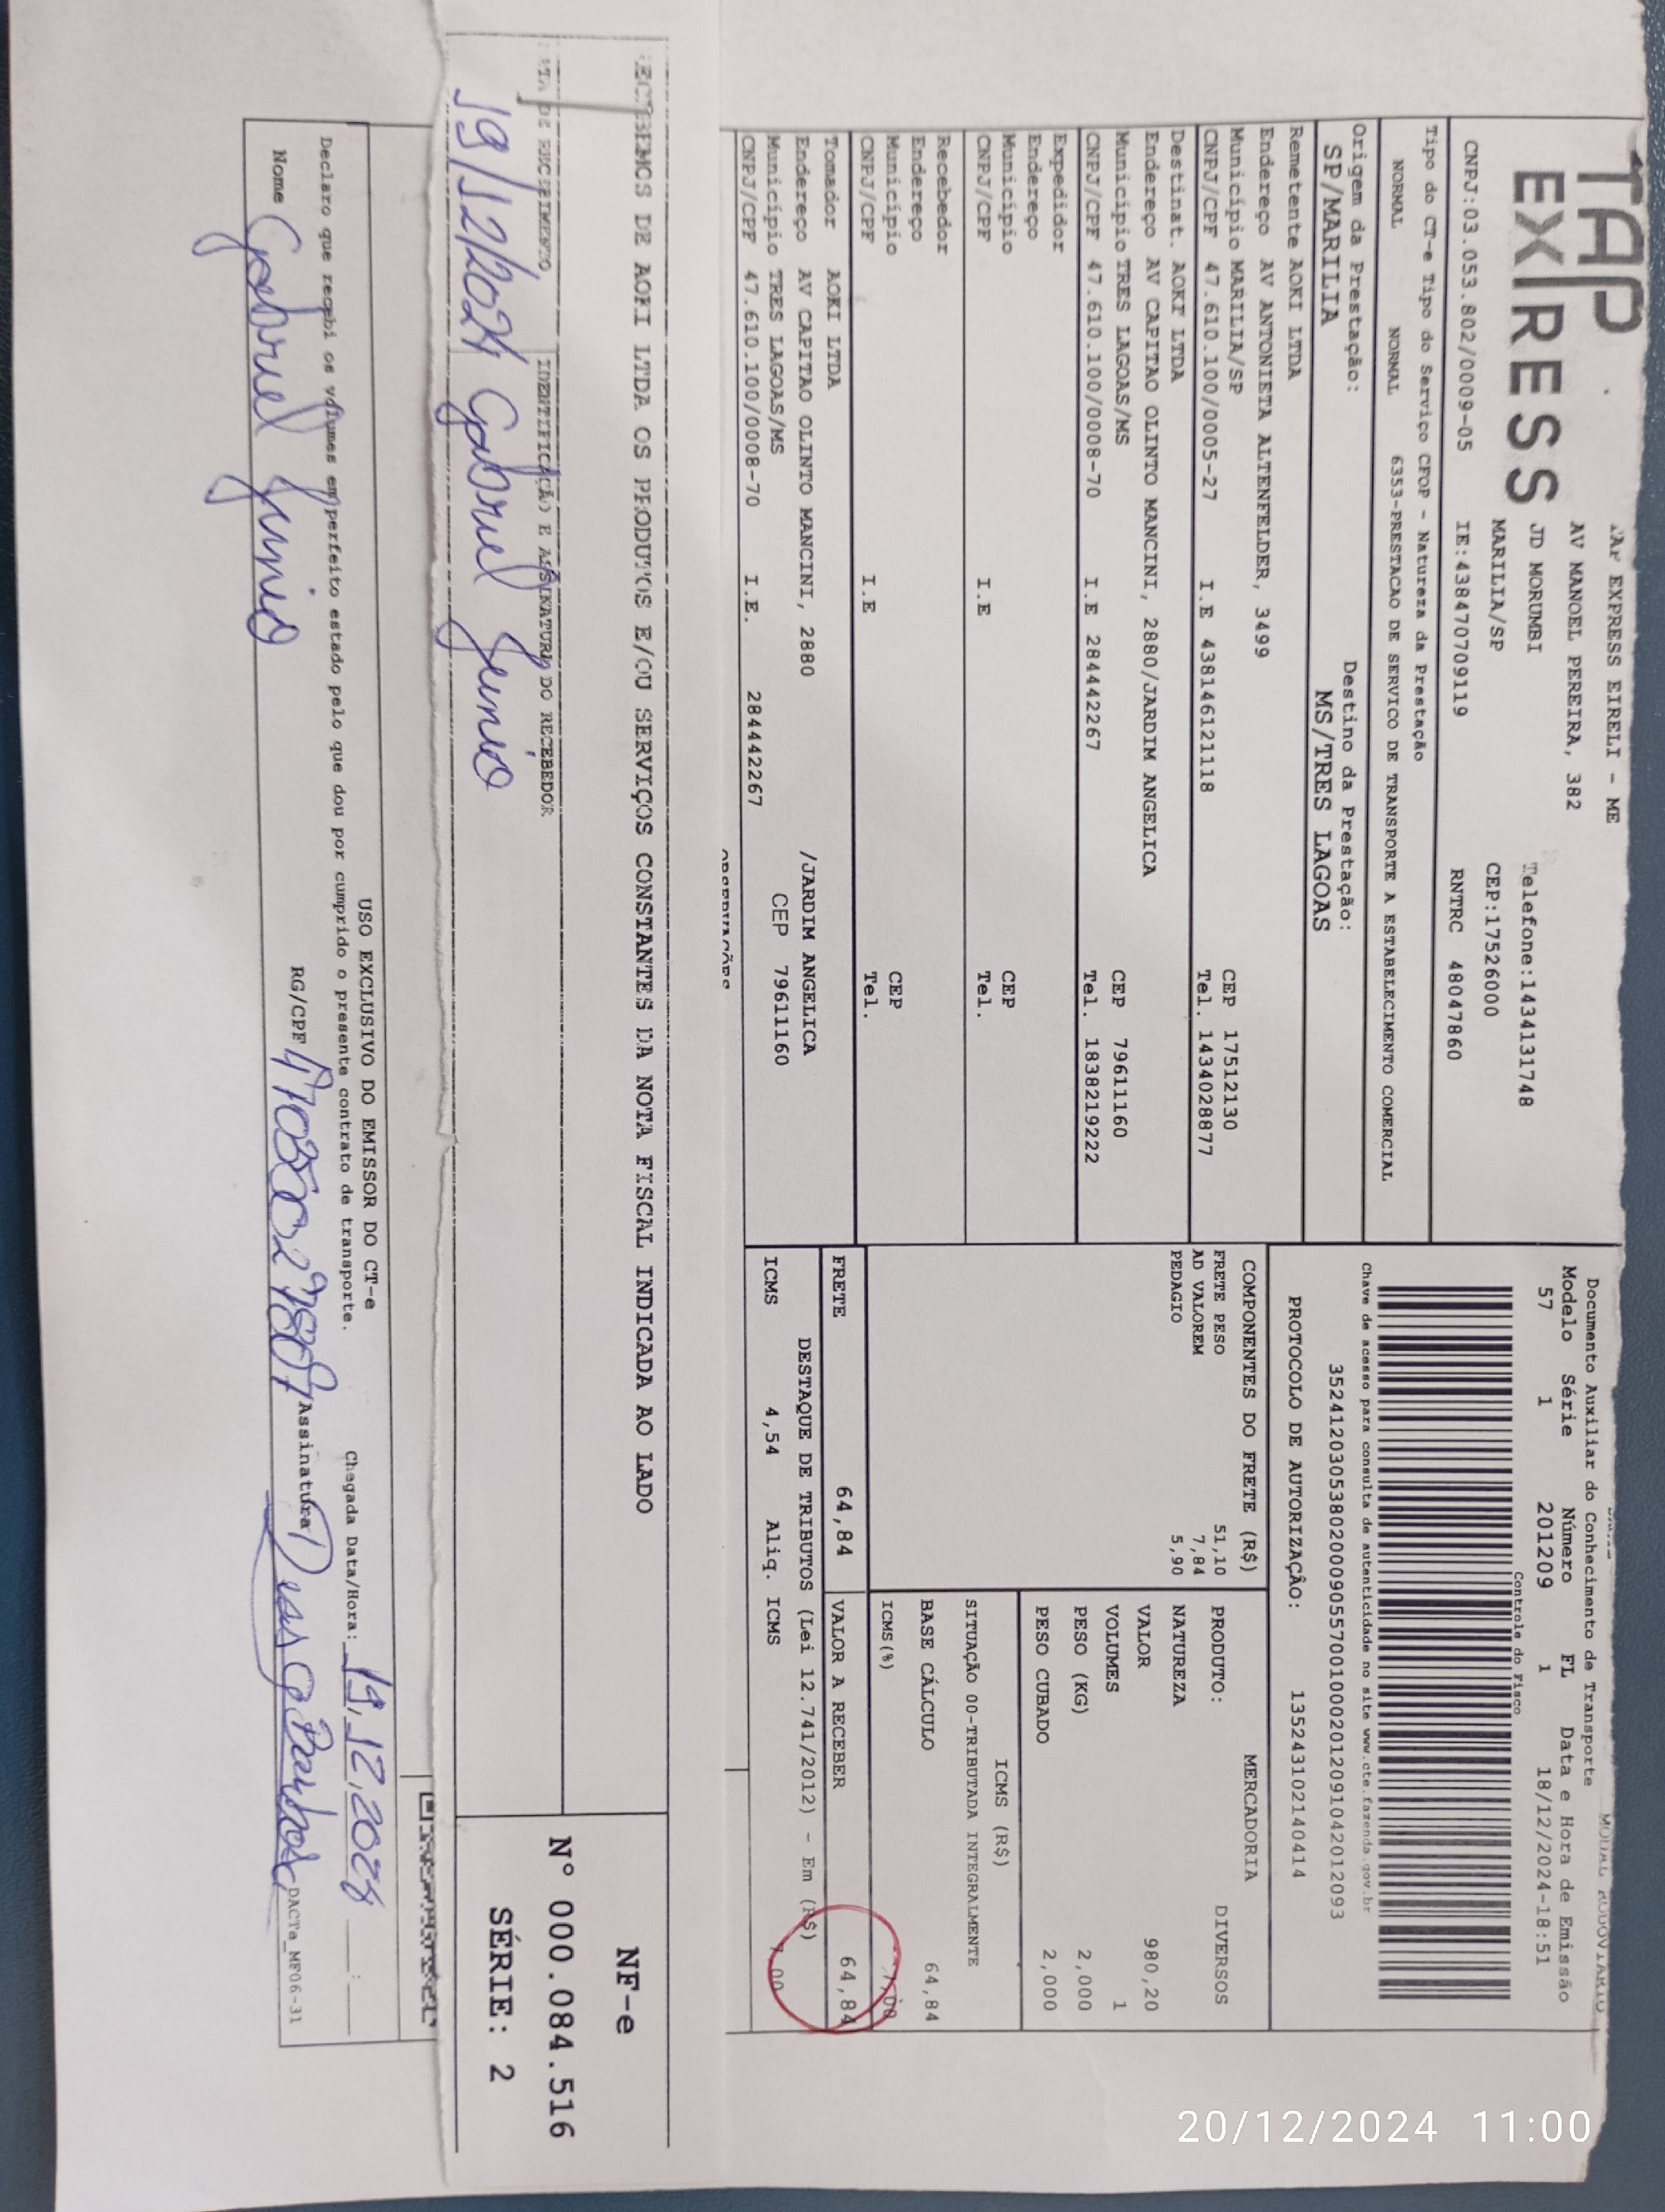 TAP
EXPRESS
EXPRESS EIRELI - ME
AV MANOEL PEREIRA, 382
JD MORUMBI Telefone:1434131748
MARILIA/SP CEP:17526000
CNPJ:03.053.802/0009-05 IE:438470709119 RNTRC 48047860
Tipo do CT-e Tipo do Serviço CFOP - Natureza da Prestação
NORMAL NORMAL 6353-PRESTACAO DE SERVICO DE TRANSPORTE A ESTABELECIMENTO COMERCIAL
Origem da Prestação: Destino da Prestação:
SP/MARILIA MS/TRES LAGOAS
Remetente AOKI LTDA
Endereço AV ANTONIETA ALTENFELDER, 3499
Município MARILIA/SP CEP 17512130
CNPJ/CPF 47.610.100/0005-27 I.E 438146121118 Tel. 1434028877
Destinat. AOKI LTDA
Endereço AV CAPITAO OLINTO MANCINI, 2880/JARDIM ANGELICA
Município TRES LAGOAS/MS CEP 79611160
CNPJ/CPF 47.610.100/0008-70 I.E 284442267 Tel. 1838219222
Expedidor
Endereço
Município CEP
CNPJ/CPF I.E Tel.
Recebedor
Endereço
Município CEP
CNPJ/CPF I.E Tel.
Tomador AOKI LTDA
Endereço AV CAPITAO OLINTO MANCINI, 2880 /JARDIM ANGELICA
Município TRES LAGOAS/MS CEP 79611160
CNPJ/CPF 47.610.100/0008-70 I.E. 284442267
OBSERVAÇÕES
MODAL RODOVIARIO
Documento Auxiliar do Conhecimento de Transporte
Modelo Série Número FL Data e Hora de Emissão
57 1 201209 1 18/12/2024-18:51
Controle do Fisco
Chave de acesso para consulta de autenticidade no site www.cte.fazenda.gov.br
35241203053802000905570010002012091042012093
PROTOCOLO DE AUTORIZAÇÃO: 135243102140414
COMPONENTES DO FRETE (R$)
FRETE PESO 51,10
AD VALOREM 7,84
PEDAGIO 5,90
MERCADORIA
PRODUTO: DIVERSOS
NATUREZA
VALOR 980,20
VOLUMES 1
PESO (KG) 2,000
PESO CUBADO 2,000
ICMS (R$)
SITUAÇÃO 00-TRIBUTADA INTEGRALMENTE
BASE CÁLCULO 64,84
ICMS(%) 7,00
FRETE 64,84 VALOR A RECEBER 64,84
DESTAQUE DE TRIBUTOS (Lei 12.741/2012) - Em (R$)
ICMS 4,54 Aliq. ICMS 7,00
RECEBEMOS DE AOKI LTDA OS PRODUTOS E/OU SERVIÇOS CONSTANTES DA NOTA FISCAL INDICADA AO LADO
DATA DE RECEBIMENTO IDENTIFICAÇÃO E ASSINATURA DO RECEBEDOR
19/12/2024 Gabriel Junio
NF-e
N° 000.084.516
SÉRIE: 2
USO EXCLUSIVO DO EMISSOR DO CT-e
Declaro que recebi os volumes em perfeito estado pelo que dou por cumprido o presente contrato de transporte. Chegada Data/Hora: 19,12,2024 __:__
Nome Gabriel Junio RG/CPF Assinatura
DACTe_MF06-31
20/12/2024 11:00